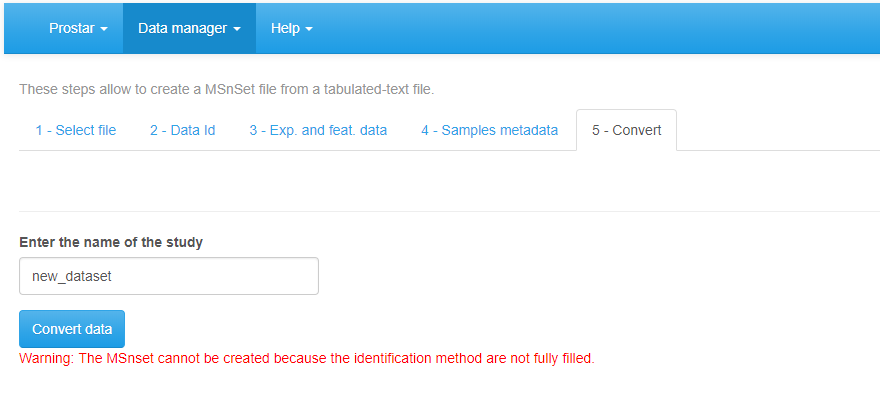 Prostar Data manager Help
These steps allow to create a MSnSet file from a tabulated-text file.
1 - Select file 2 - Data Id 3 - Exp. and feat. data 4 - Samples metadata 5 - Convert
Enter the name of the study
new_dataset
Convert data
Warning: The MSnset cannot be created because the identification method are not fully filled.